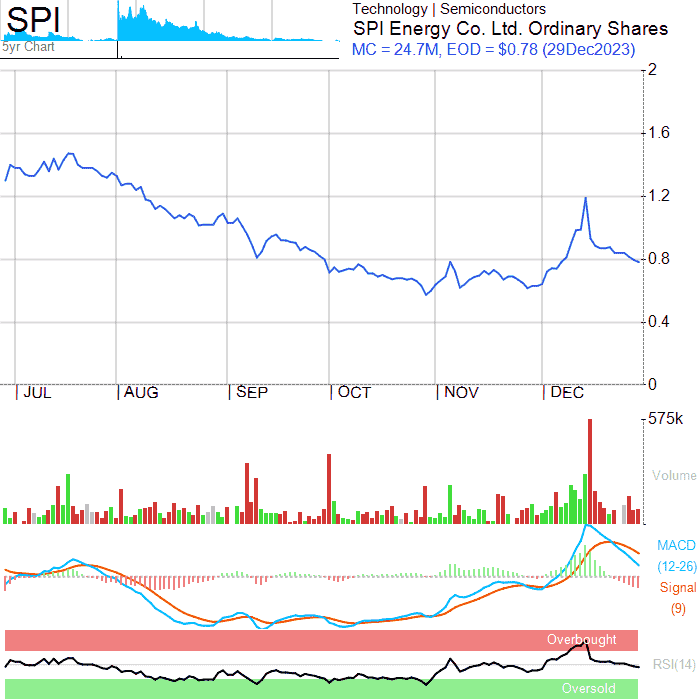 SPI
5yr Chart
Technology | Semiconductors
SPI Energy Co. Ltd. Ordinary Shares
MC = 24.7M, EOD = $0.78 (29Dec2023)
2
1.6
1.2
0.8
0.4
0
JUL AUG SEP OCT NOV DEC
575k
Volume
MACD
(12-26)
Signal
(9)
Overbought
RSI(14)
Oversold